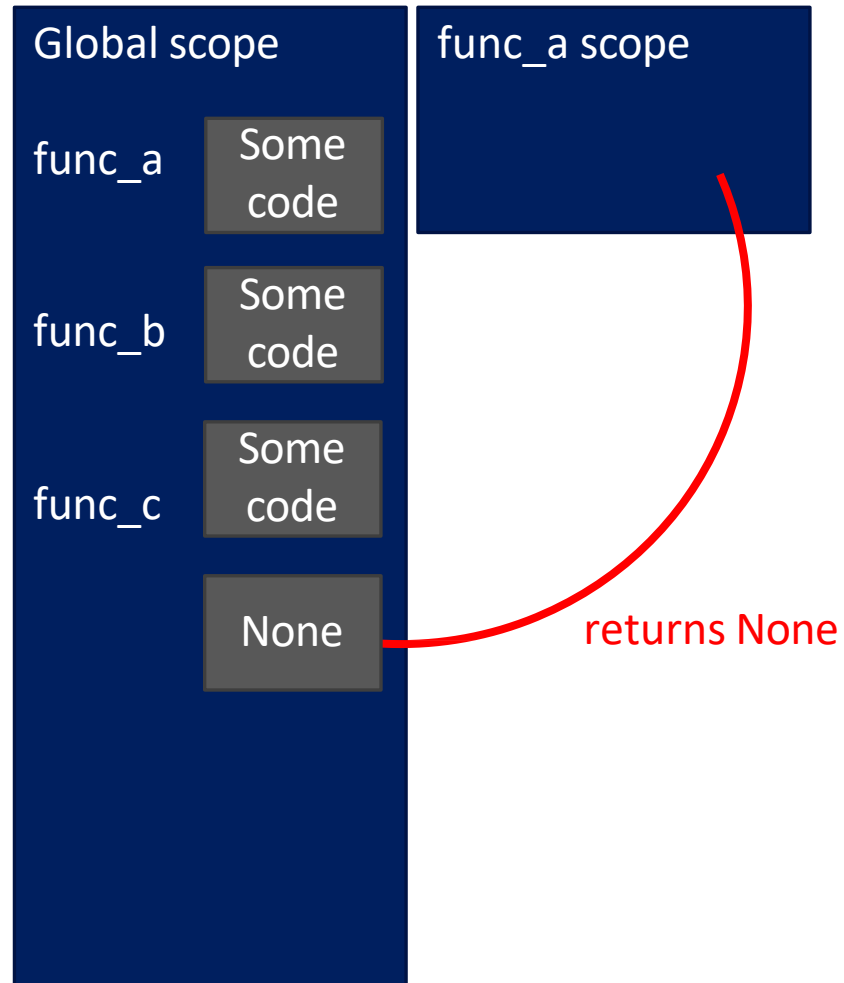 Global scope
func_a scope
func_a
Some
code
func_b
Some
code
func_c
Some
code
None
returns None